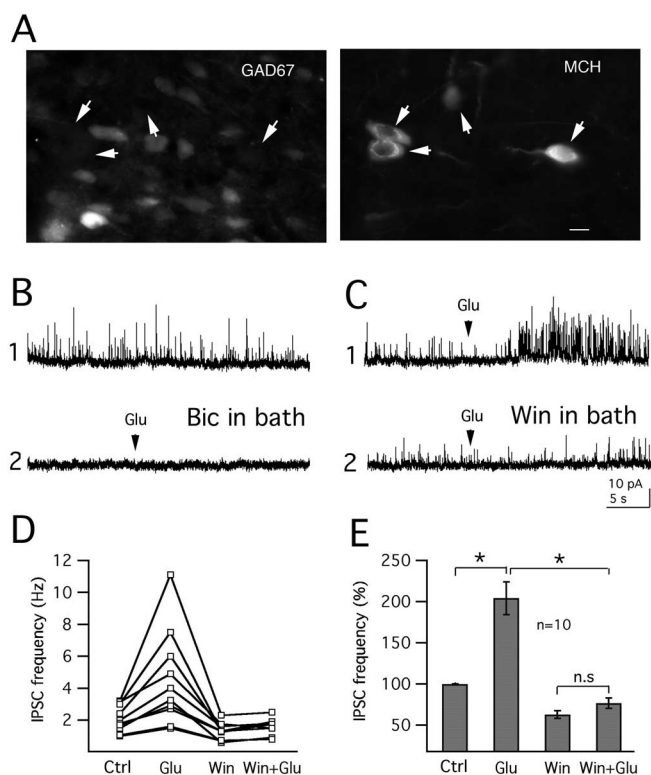 A
GAD67
MCH
B
C
1
Glu
1
Glu
Bic in bath
2
Glu
Win in bath
2
10 pA
5 s
D
E
IPSC frequency (Hz)
12
10
8
6
4
2
Ctrl Glu Win Win+Glu
IPSC frequency (%)
250
200
150
100
50
* *
n=10
n.s
Ctrl Glu Win Win+Glu